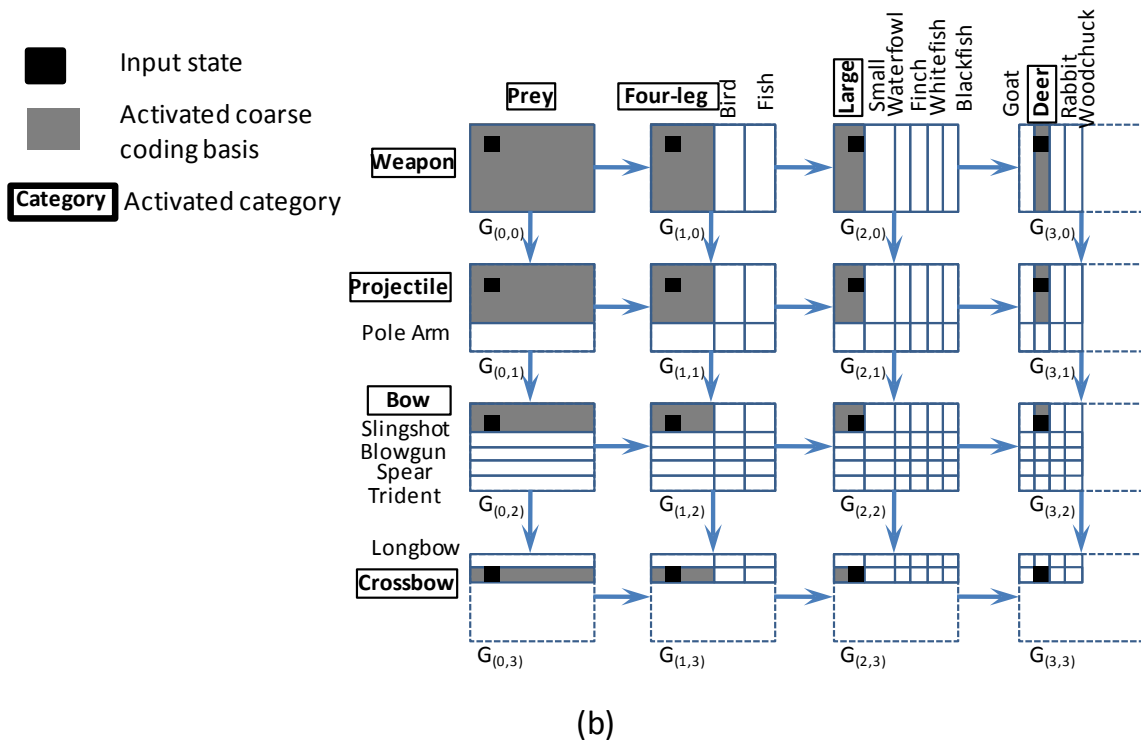 Input state
Activated coarse
coding basis
Category Activated category
Prey
Four-leg
Bird
Fish
Large
Small
Waterfowl
Finch
Whitefish
Blackfish
Goat
Deer
Rabbit
Woodchuck
Weapon
G(0,0) G(1,0) G(2,0) G(3,0)
Projectile
Pole Arm
G(0,1) G(1,1) G(2,1) G(3,1)
Bow
Slingshot
Blowgun
Spear
Trident
G(0,2) G(1,2) G(2,2) G(3,2)
Longbow
Crossbow
G(0,3) G(1,3) G(2,3) G(3,3)
(b)